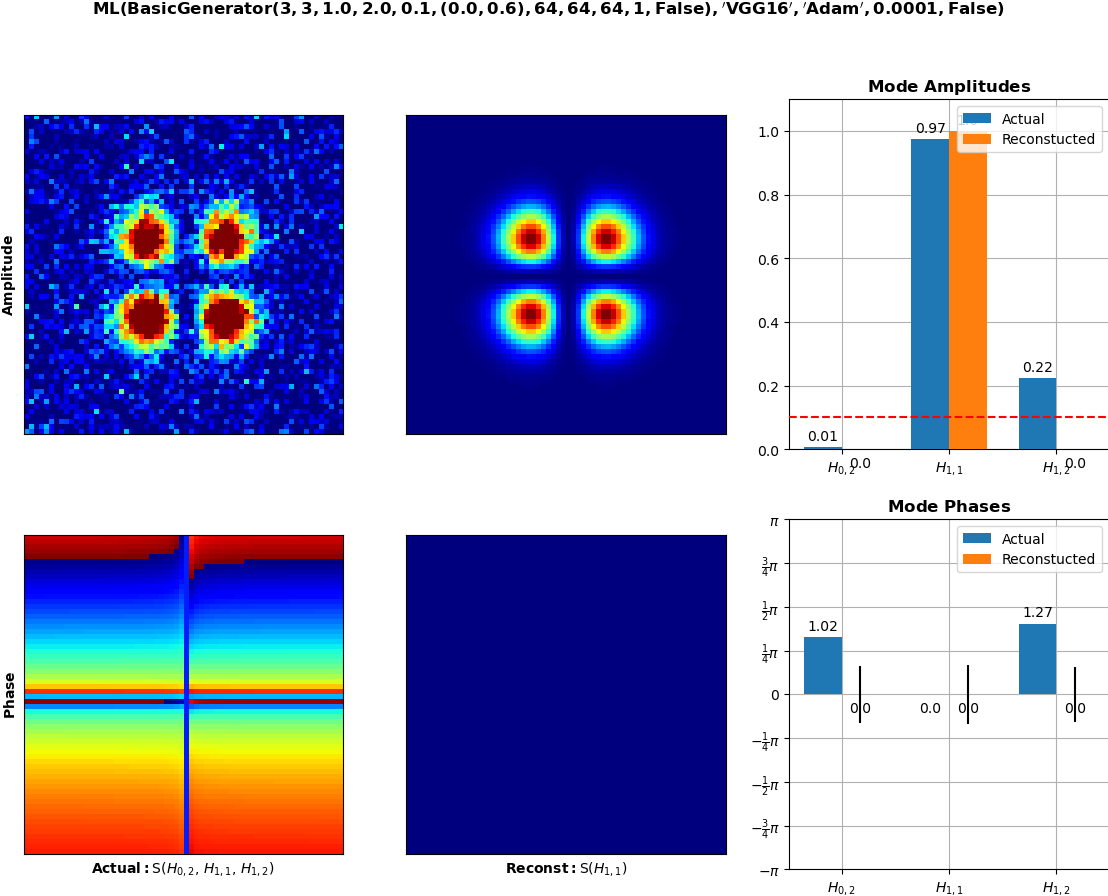 ML(BasicGenerator(3, 3, 1.0, 2.0, 0.1, (0.0, 0.6), 64, 64, 64, 1, False), ′VGG16′, ′Adam′, 0.0001, False)
Amplitude
Mode Amplitudes
Actual
Reconstucted
1.0
0.8
0.6
0.4
0.2
0.0
0.01
0.0
0.97
0.22
0.0
H0,2
H1,1
H1,2
Phase
Actual: S(H0,2, H1,1, H1,2)
Reconst: S(H1,1)
Mode Phases
Actual
Reconstucted
π
3/4π
1/2π
1/4π
0
−1/4π
−1/2π
−3/4π
−π
1.02
0.0
0.0
0.0
1.27
0.0
H0,2
H1,1
H1,2